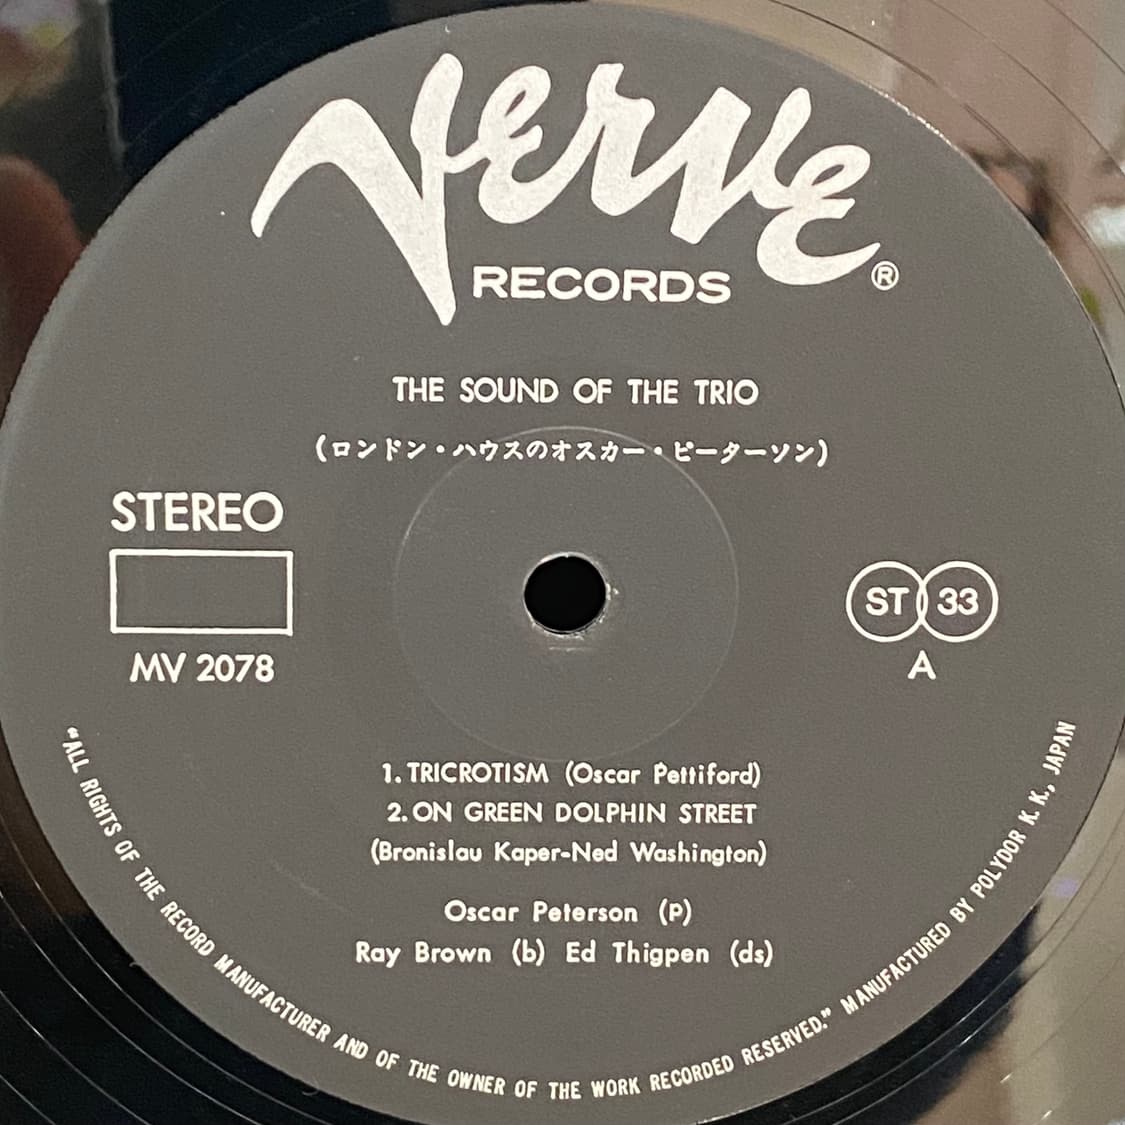 Verve
RECORDS ®
THE SOUND OF THE TRIO
(ロンドン・ハウスのオスカー・ピーターソン)
STEREO
MV 2078
ST 33
A
1. TRICROTISM (Oscar Pettiford)
2. ON GREEN DOLPHIN STREET
(Bronislau Kaper-Ned Washington)
Oscar Peterson (p)
Ray Brown (b) Ed Thigpen (ds)
"ALL RIGHTS OF THE RECORD MANUFACTURER AND OF THE OWNER OF THE WORK RECORDED RESERVED." MANUFACTURED BY POLYDOR K. K., JAPAN